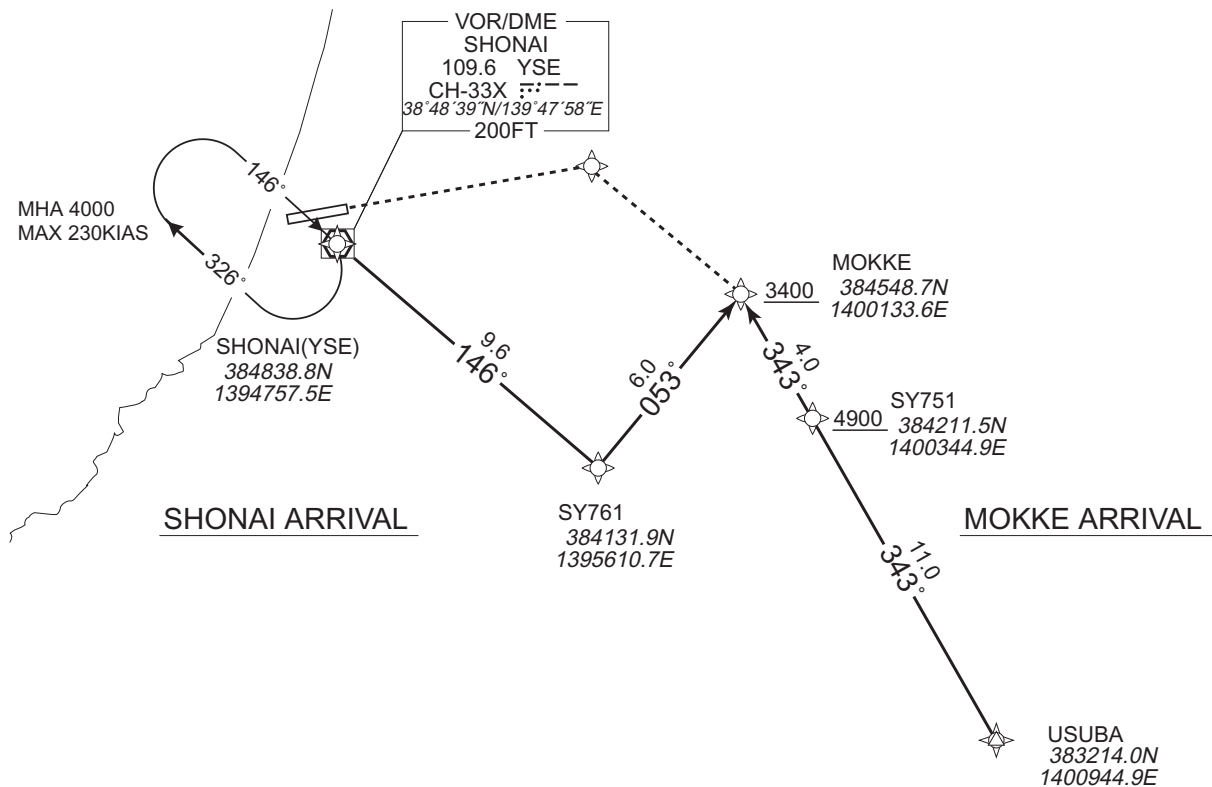 VOR/DME
SHONAI
109.6 YSE
CH-33X
38°48´39˝N/139°47´58˝E
200FT
146°
MHA 4000
MAX 230KIAS
326°
SHONAI(YSE)
384838.8N
1394757.5E
9.6
146°
6.0
053°
3400
MOKKE
384548.7N
1400133.6E
4.0
343°
4900
SY751
384211.5N
1400344.9E
SHONAI ARRIVAL
SY761
384131.9N
1395610.7E
MOKKE ARRIVAL
11.0
343°
USUBA
383214.0N
1400944.9E